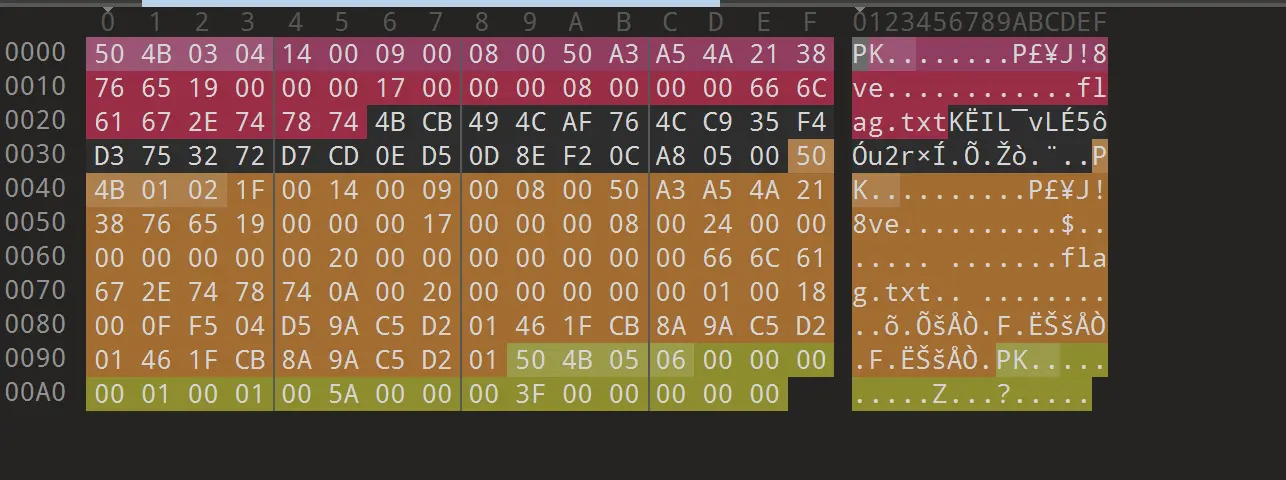 0 1 2 3 4 5 6 7 8 9 A B C D E F 0123456789ABCDEF
0000 50 4B 03 04 14 00 09 00 08 00 50 A3 A5 4A 21 38 PK........P£¥J!8
0010 76 65 19 00 00 00 17 00 00 00 08 00 00 00 66 6C ve............fl
0020 61 67 2E 74 78 74 4B CB 49 4C AF 76 4C C9 35 F4 ag.txtKËIL¯vLÉ5ô
0030 D3 75 32 72 D7 CD 0E D5 0D 8E F2 0C A8 05 00 50 Óu2r×Í.Õ.Žò.¨..P
0040 4B 01 02 1F 00 14 00 09 00 08 00 50 A3 A5 4A 21 K..........P£¥J!
0050 38 76 65 19 00 00 00 17 00 00 00 08 00 24 00 00 8ve..........$..
0060 00 00 00 00 00 20 00 00 00 00 00 00 00 66 6C 61 ..... .......fla
0070 67 2E 74 78 74 0A 00 20 00 00 00 00 00 01 00 18 g.txt.. ........
0080 00 0F F5 04 D5 9A C5 D2 01 46 1F CB 8A 9A C5 D2 ..õ.ÕšÅÒ.F.ËŠšÅÒ
0090 01 46 1F CB 8A 9A C5 D2 01 50 4B 05 06 00 00 00 .F.ËŠšÅÒ.PK.....
00A0 00 01 00 01 00 5A 00 00 00 3F 00 00 00 00 00 .....Z...?.....